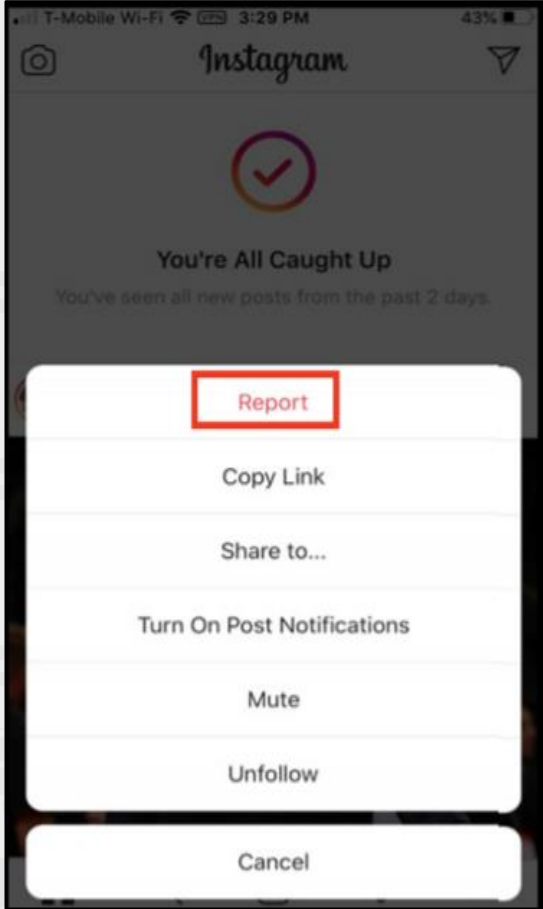 T-Mobile Wi-Fi VPN 3:29 PM 43%
Instagram
You're All Caught Up
You've seen all new posts from the past 2 days.
Report
Copy Link
Share to...
Turn On Post Notifications
Mute
Unfollow
Cancel